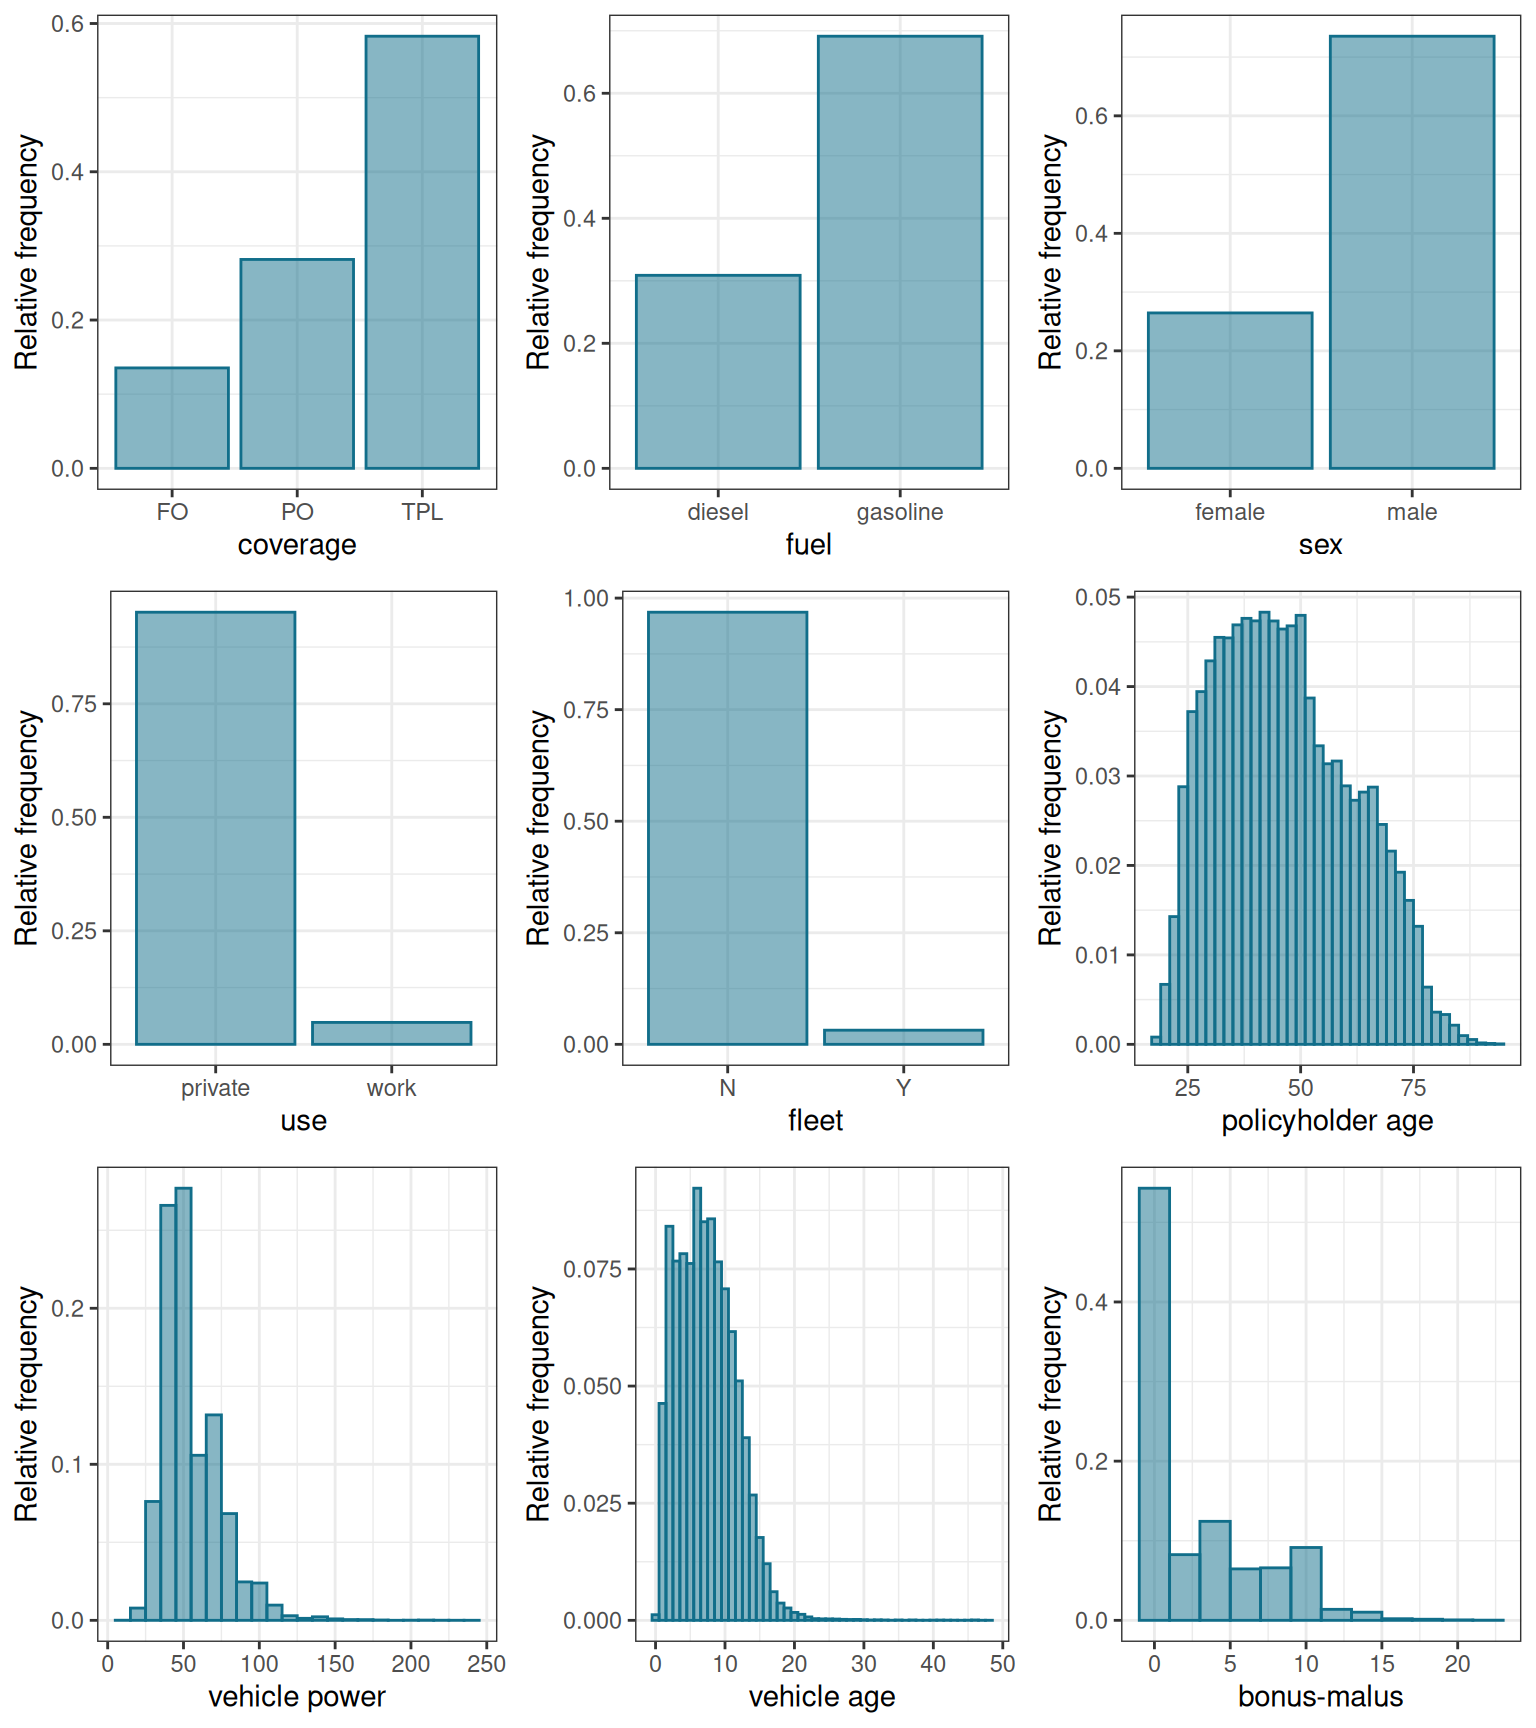 0.6
0.4
0.2
0.0
Relative frequency
FO PO TPL
coverage
0.6
0.4
0.2
0.0
Relative frequency
diesel gasoline
fuel
0.6
0.4
0.2
0.0
Relative frequency
female male
sex
0.75
0.50
0.25
0.00
Relative frequency
private work
use
1.00
0.75
0.50
0.25
0.00
Relative frequency
N Y
fleet
0.05
0.04
0.03
0.02
0.01
0.00
Relative frequency
25 50 75
policyholder age
0.2
0.1
0.0
Relative frequency
0 50 100 150 200 250
vehicle power
0.075
0.050
0.025
0.000
Relative frequency
0 10 20 30 40 50
vehicle age
0.4
0.2
0.0
Relative frequency
0 5 10 15 20
bonus-malus